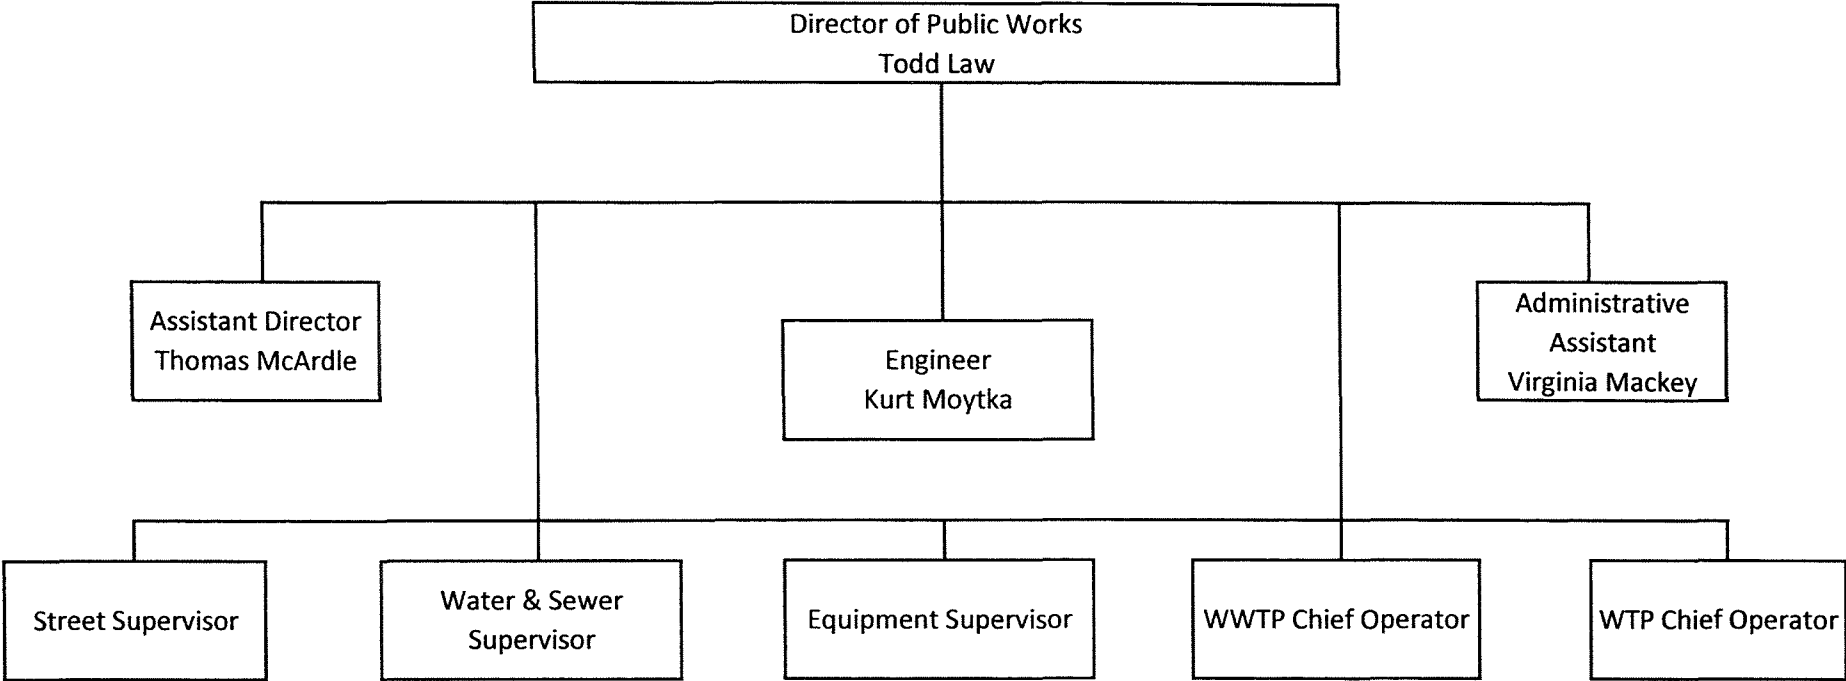 Director of Public Works
Todd Law
Assistant Director
Thomas McArdle
Engineer
Kurt Moytka
Administrative
Assistant
Virginia Mackey
Street Supervisor
Water & Sewer
Supervisor
Equipment Supervisor
WWTP Chief Operator
WTP Chief Operator